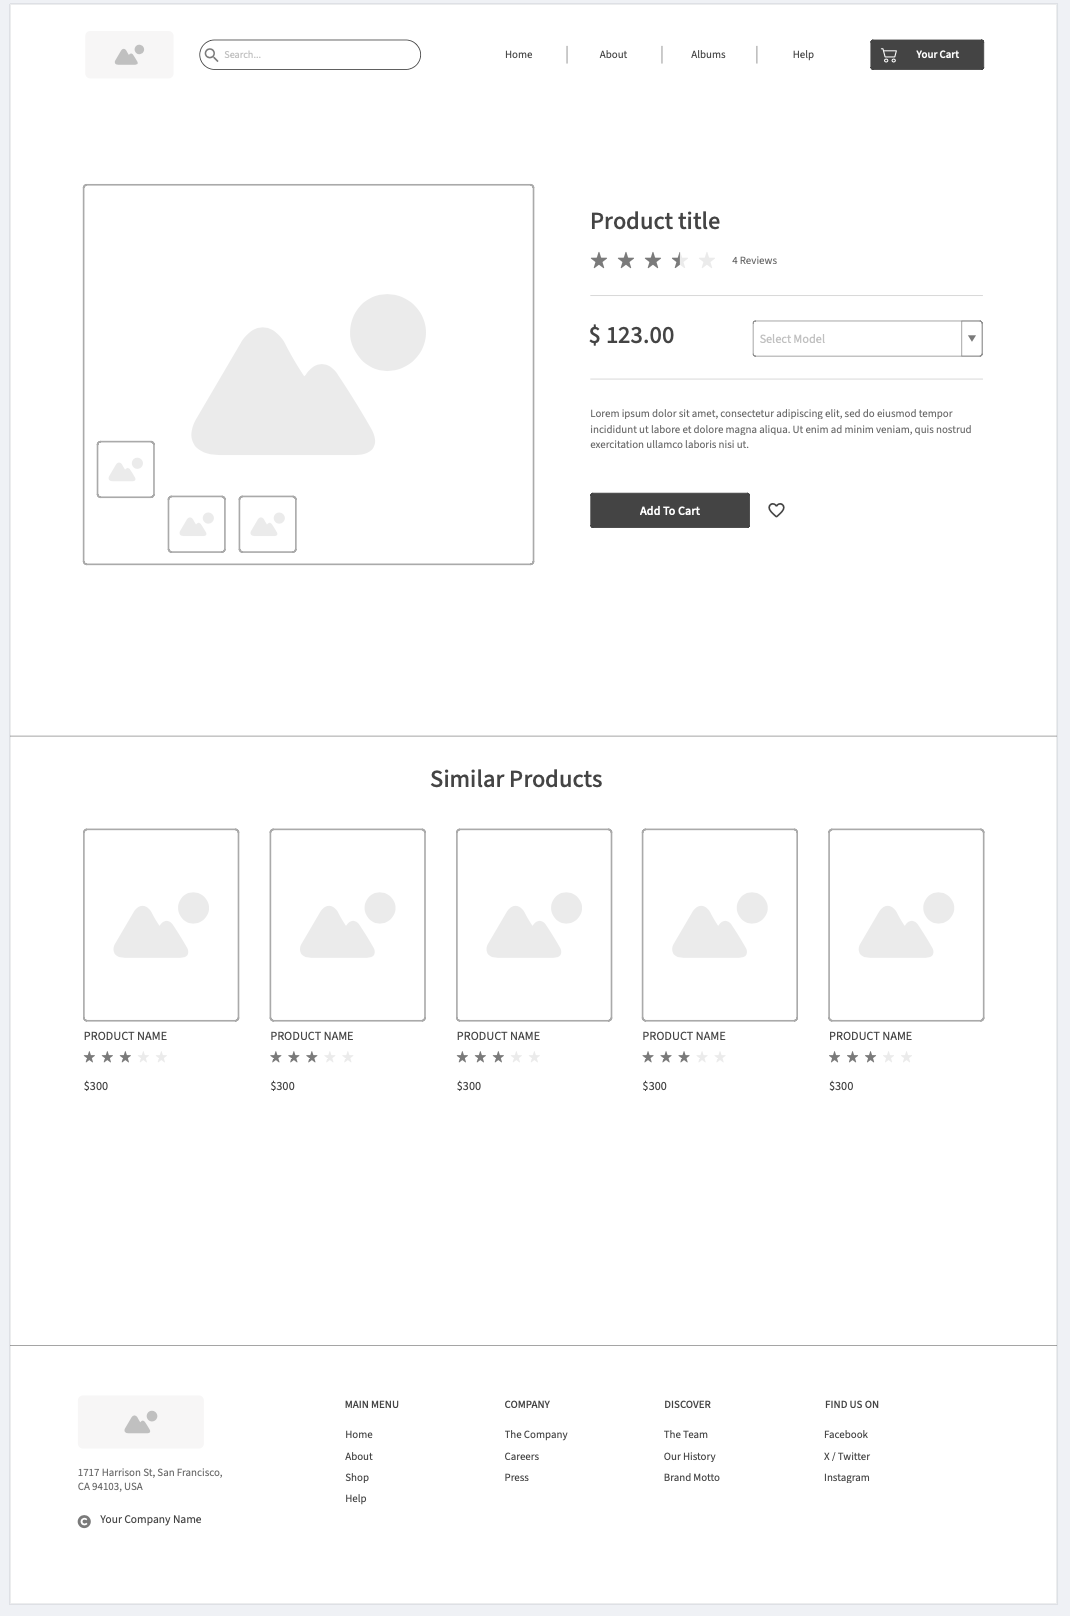 Search...
Home
About
Albums
Help
Your Cart
Product title
4 Reviews
$ 123.00
Select Model
Lorem ipsum dolor sit amet, consectetur adipiscing elit, sed do eiusmod tempor
incididunt ut labore et dolore magna aliqua. Ut enim ad minim veniam, quis nostrud
exercitation ullamco laboris nisi ut.
Add To Cart
Similar Products
PRODUCT NAME
$300
PRODUCT NAME
$300
PRODUCT NAME
$300
PRODUCT NAME
$300
PRODUCT NAME
$300
1717 Harrison St, San Francisco,
CA 94103, USA
C Your Company Name
MAIN MENU
Home
About
Shop
Help
COMPANY
The Company
Careers
Press
DISCOVER
The Team
Our History
Brand Motto
FIND US ON
Facebook
X / Twitter
Instagram